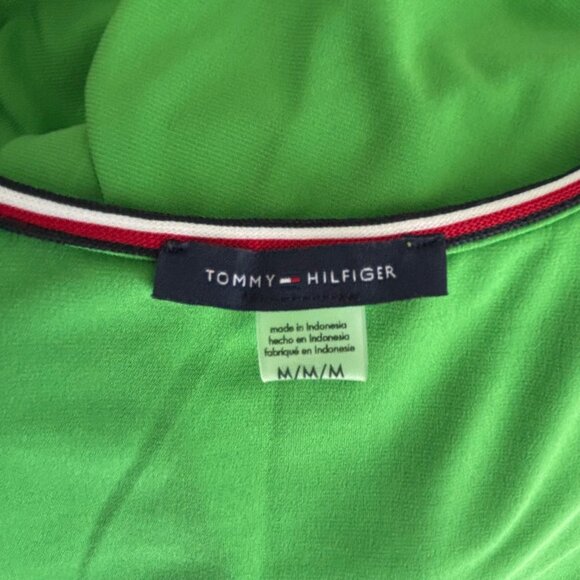 TOMMY HILFIGER
made in Indonesia
hecho en Indonesia
fabriqué en Indonesie
M/M/M